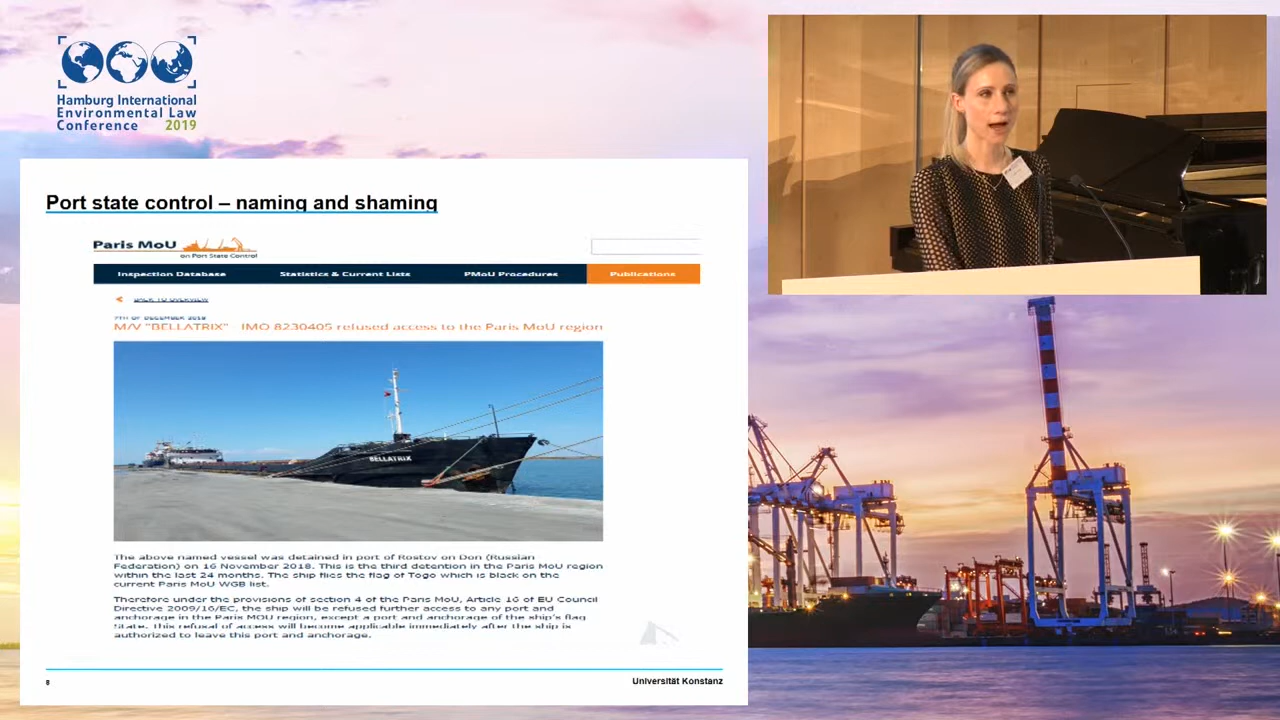 Hamburg International
Environmental Law
Conference 2019
Port state control – naming and shaming
Paris MoU
on Port State Control
Inspection Database
Statistics & Current Lists
PMoU Procedures
Publications
BACK TO OVERVIEW
DECEMBER 2018
M/V "BELLATRIX" - IMO 8230405 refused access to the Paris MoU region
BELLATRIX
The above named vessel was detained in port of Rostov on Don (Russian
Federation) on 16 November 2018. This is the third detention in the Paris MoU region
within the last 24 months. The ship flies the flag of Togo which is black on the
current Paris MoU WGB list.
Therefore under the provisions of section 4 of the Paris MoU, Article 16 of EU Council
Directive 2009/16/EC, the ship will be refused further access to any port and
anchorage in the Paris MoU region, except a port and anchorage of the ship's flag
State. This refusal of access will become applicable immediately after the ship is
authorized to leave this port and anchorage.
8
Universität Konstanz